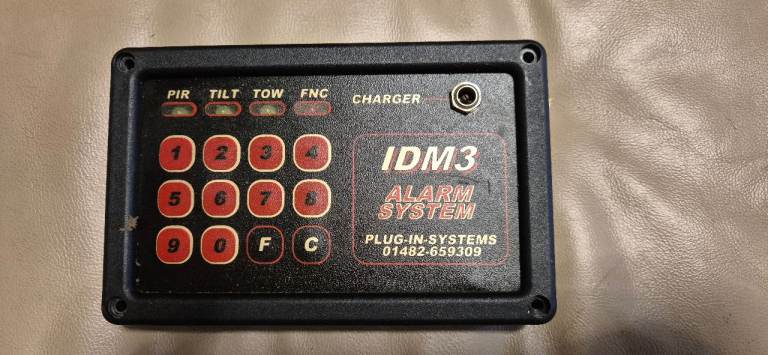 PIR TILT TOW FNC
CHARGER
1 2 3 4
5 6 7 8
9 0 F C
IDM3
ALARM
SYSTEM
PLUG-IN-SYSTEMS
01482-659309